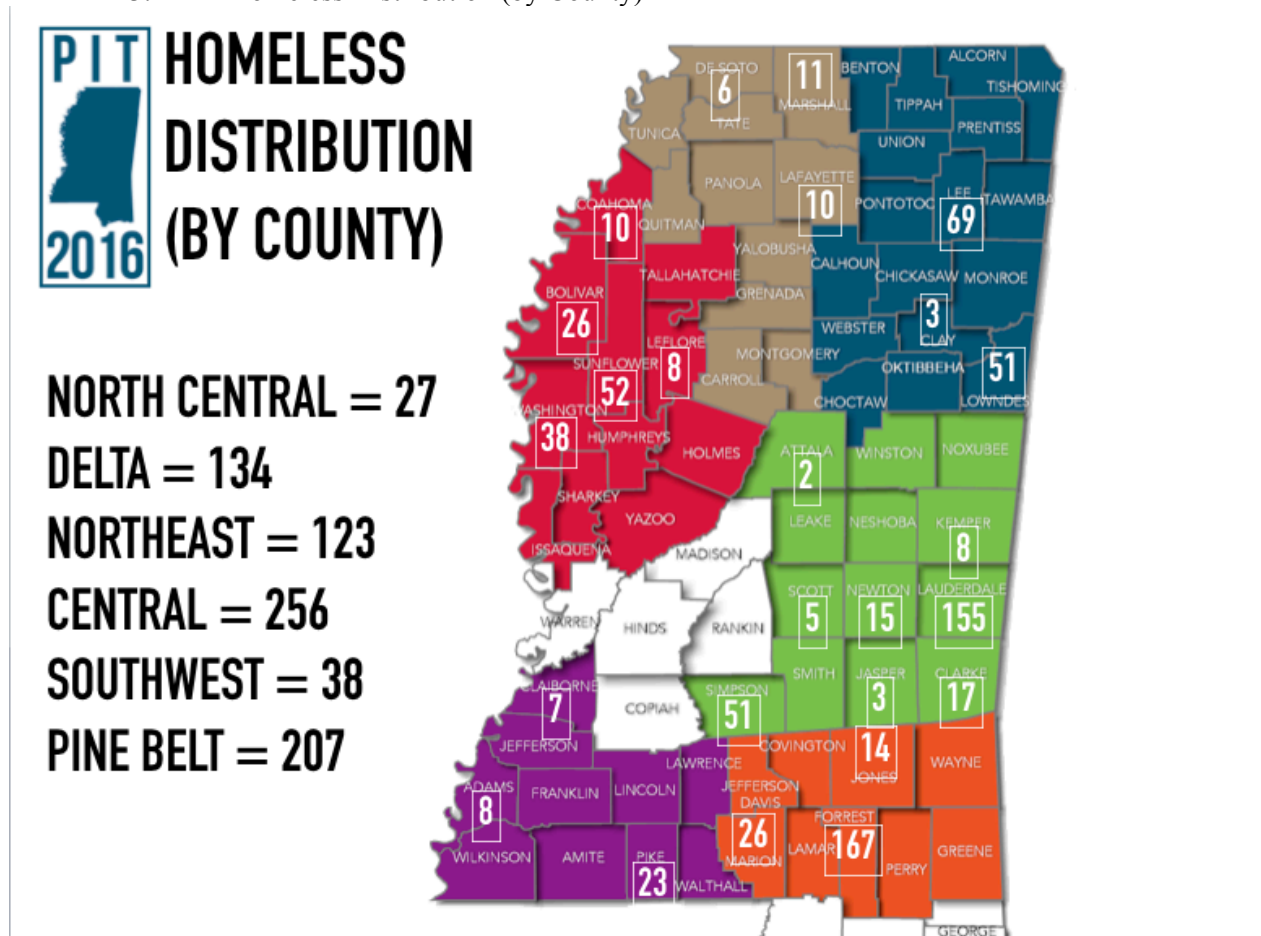 PIT
2016
HOMELESS
DISTRIBUTION
(BY COUNTY)
NORTH CENTRAL = 27
DELTA = 134
NORTHEAST = 123
CENTRAL = 256
SOUTHWEST = 38
PINE BELT = 207
DE SOTO
6
TATE
11
MARSHALL
BENTON
ALCORN
TISHOMING
TIPPAH
PRENTISS
TUNICA
UNION
PANOLA
LAFAYETTE
10
PONTOTOC
LEE
69
ITAWAMBA
COAHOMA
10
QUITMAN
YALOBUSHA
TALLAHATCHIE
CALHOUN
CHICKASAW
MONROE
BOLIVAR
26
GRENADA
WEBSTER
3
CLAY
LEFLORE
8
MONTGOMERY
SUNFLOWER
52
CARROLL
OKTIBBEHA
51
LOWNDES
CHOCTAW
WASHINGTON
38
HUMPHREYS
HOLMES
ATTALA
2
WINSTON
NOXUBEE
SHARKEY
YAZOO
LEAKE
NESHOBA
KEMPER
8
ISSAQUENA
MADISON
SCOTT
5
NEWTON
15
LAUDERDALE
155
WARREN
HINDS
RANKIN
SMITH
JASPER
3
CLARKE
17
CLAIBORNE
7
COPIAH
SIMPSON
51
JEFFERSON
LAWRENCE
COVINGTON
14
JONES
WAYNE
ADAMS
8
FRANKLIN
LINCOLN
JEFFERSON
DAVIS
26
MARION
FORREST
LAMAR
167
PERRY
GREENE
WILKINSON
AMITE
PIKE
23
WALTHALL
GEORGE